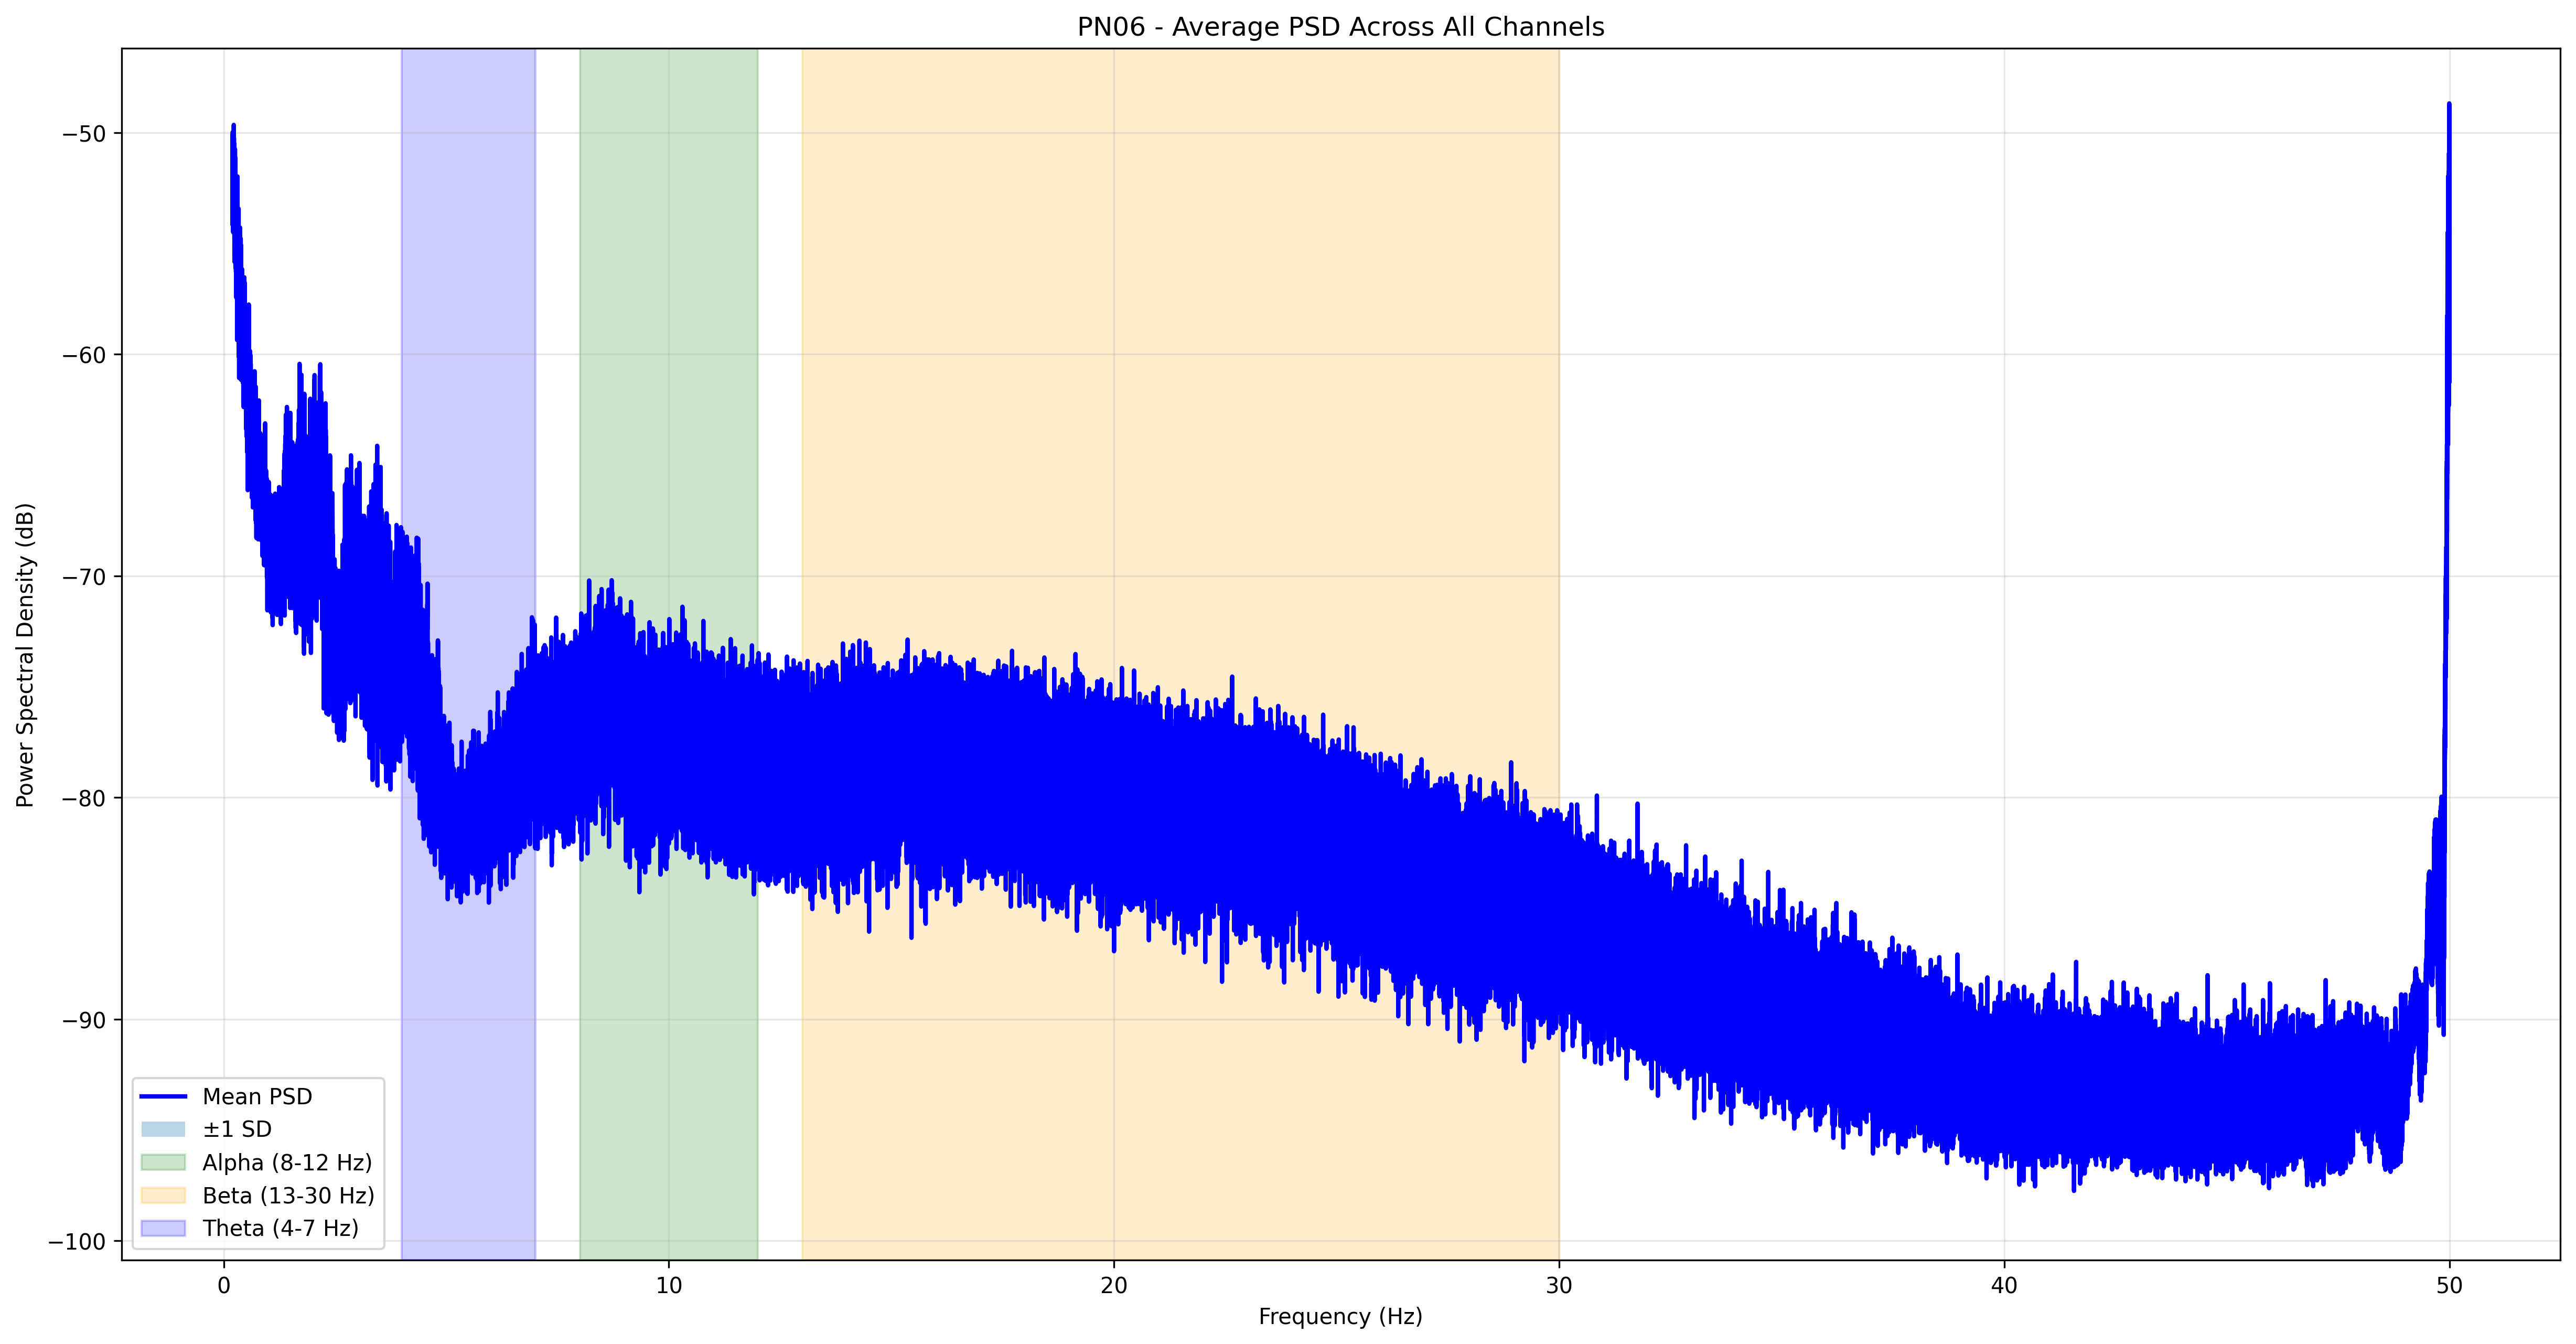 PN06 - Average PSD Across All Channels
Power Spectral Density (dB)
−50
−60
−70
−80
−90
−100
Mean PSD
±1 SD
Alpha (8-12 Hz)
Beta (13-30 Hz)
Theta (4-7 Hz)
0 10 20 30 40 50
Frequency (Hz)